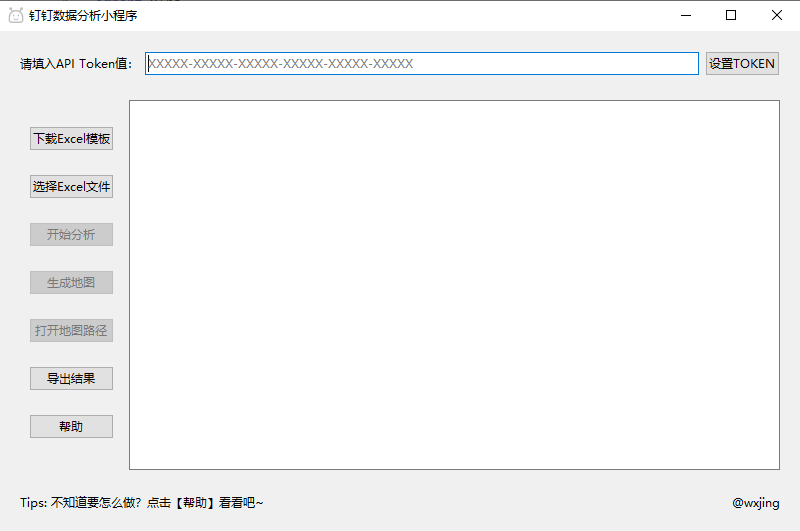 钉钉数据分析小程序
请填入API Token值：
XXXXX-XXXXX-XXXXX-XXXXX-XXXXX-XXXXX
设置TOKEN
下载Excel模板
选择Excel文件
开始分析
生成地图
打开地图路径
导出结果
帮助
Tips: 不知道要怎么做？点击【帮助】看看吧~
@wxjing